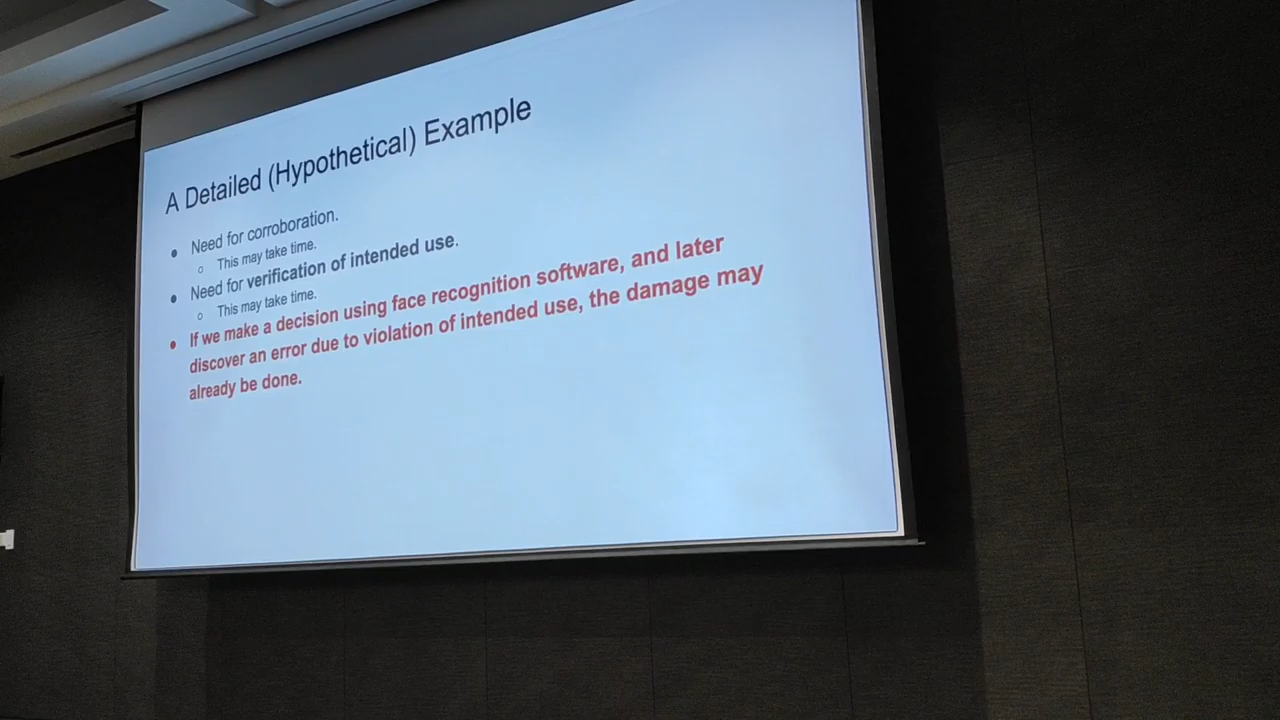 A Detailed (Hypothetical) Example
● Need for corroboration.
○ This may take time.
● Need for verification of intended use.
○ This may take time.
● If we make a decision using face recognition software, and later
discover an error due to violation of intended use, the damage may
already be done.